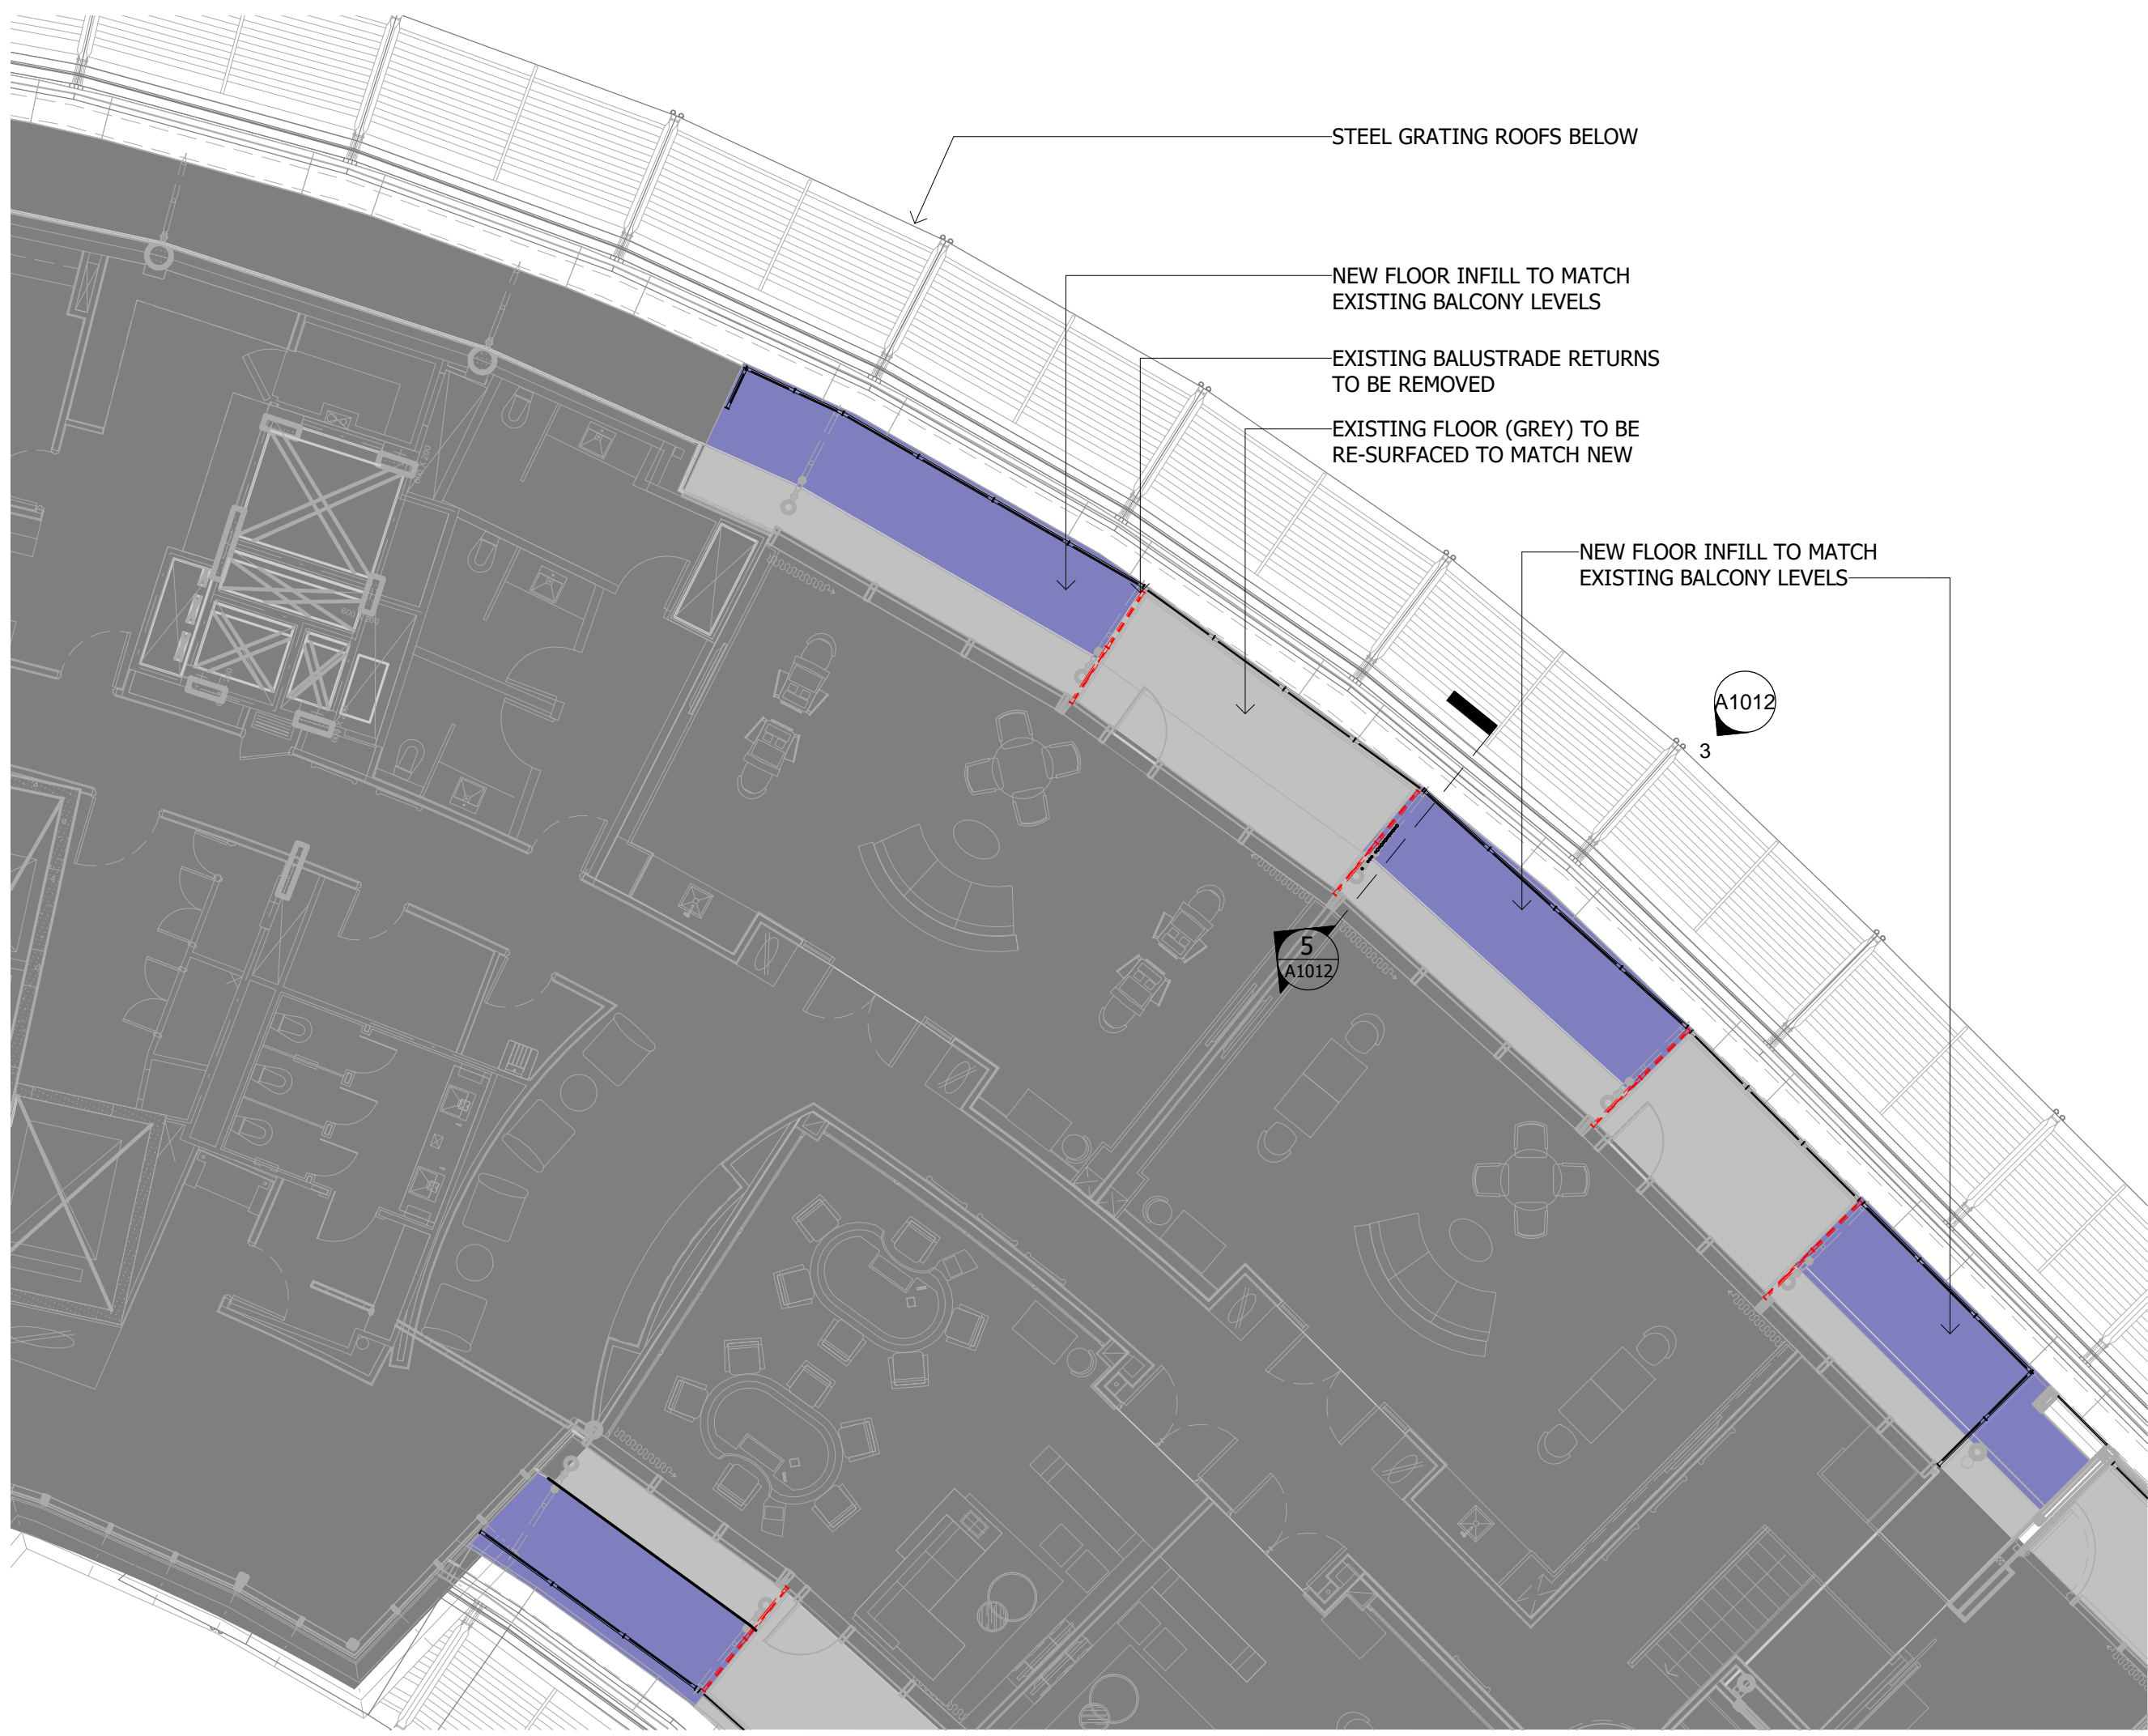 STEEL GRATING ROOFS BELOW
NEW FLOOR INFILL TO MATCH
EXISTING BALCONY LEVELS
EXISTING BALUSTRADE RETURNS
TO BE REMOVED
EXISTING FLOOR (GREY) TO BE
RE-SURFACED TO MATCH NEW
NEW FLOOR INFILL TO MATCH
EXISTING BALCONY LEVELS
A1012
3
5
A1012